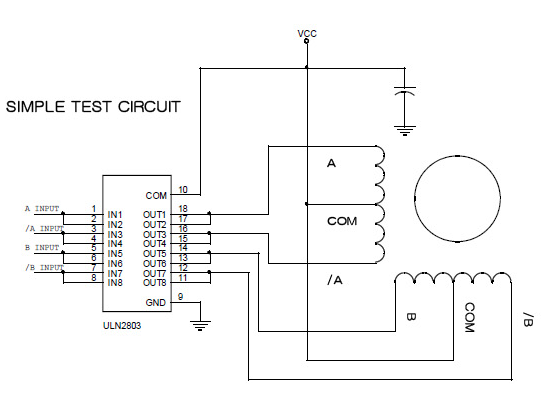 VCC
SIMPLE TEST CIRCUIT
A INPUT
/A INPUT
B INPUT
/B INPUT
1
2
3
4
5
6
7
8
IN1
IN2
IN3
IN4
IN5
IN6
IN7
IN8
COM
OUT1
OUT2
OUT3
OUT4
OUT5
OUT6
OUT7
OUT8
GND
10
18
17
16
15
14
13
12
11
9
ULN2803
A
COM
/A
B
COM
/B